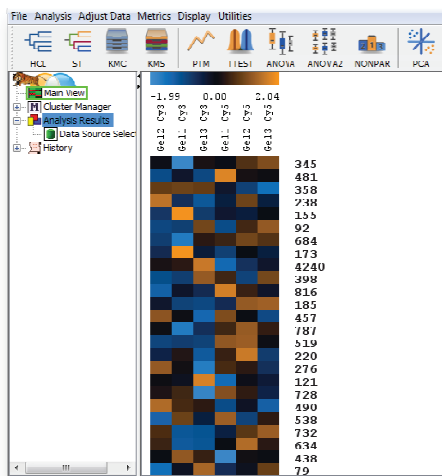 File Analysis Adjust Data Metrics Display Utilities
HCL ST KMC KMS PTM TTEST ANOVA ANOVA2 NONPAR PCA
Main View
Cluster Manager
Analysis Results
Data Source Selec
History
-1.99 0.00 2.04
Gel2 Cy3
Gel1 Cy3
Gel3 Cy3
Gel1 Cy5
Gel2 Cy5
Gel3 Cy5
345
481
358
238
155
92
684
173
4240
398
816
185
457
787
519
220
276
121
728
490
538
732
634
438
79